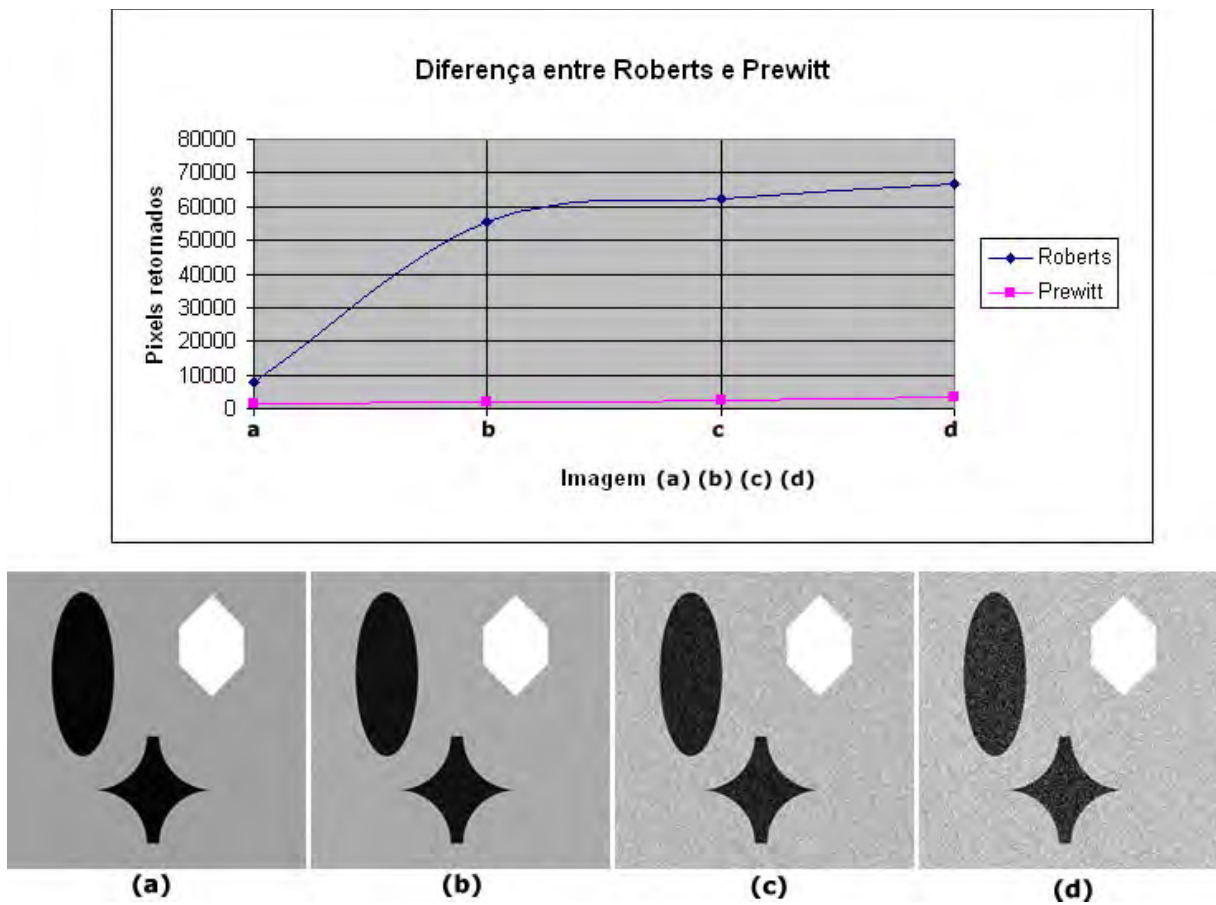 Diferença entre Roberts e Prewitt
Pixels retornados
80000
70000
60000
50000
40000
30000
20000
10000
0
a b c d
Imagem (a) (b) (c) (d)
Roberts
Prewitt
(a) (b) (c) (d)